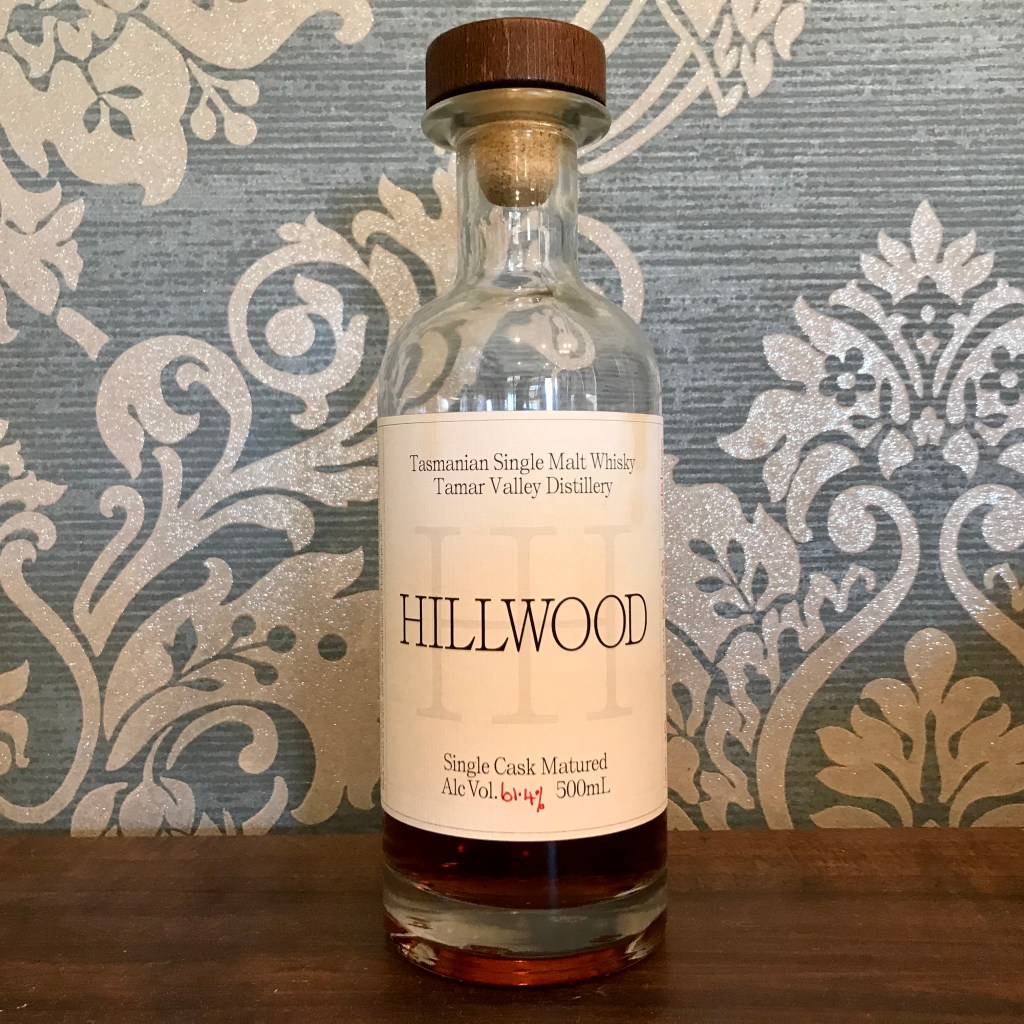 Tasmanian Single Malt Whisky
Tamar Valley Distillery
H
HILLWOOD
Single Cask Matured
Alc Vol. 61.4% 500mL